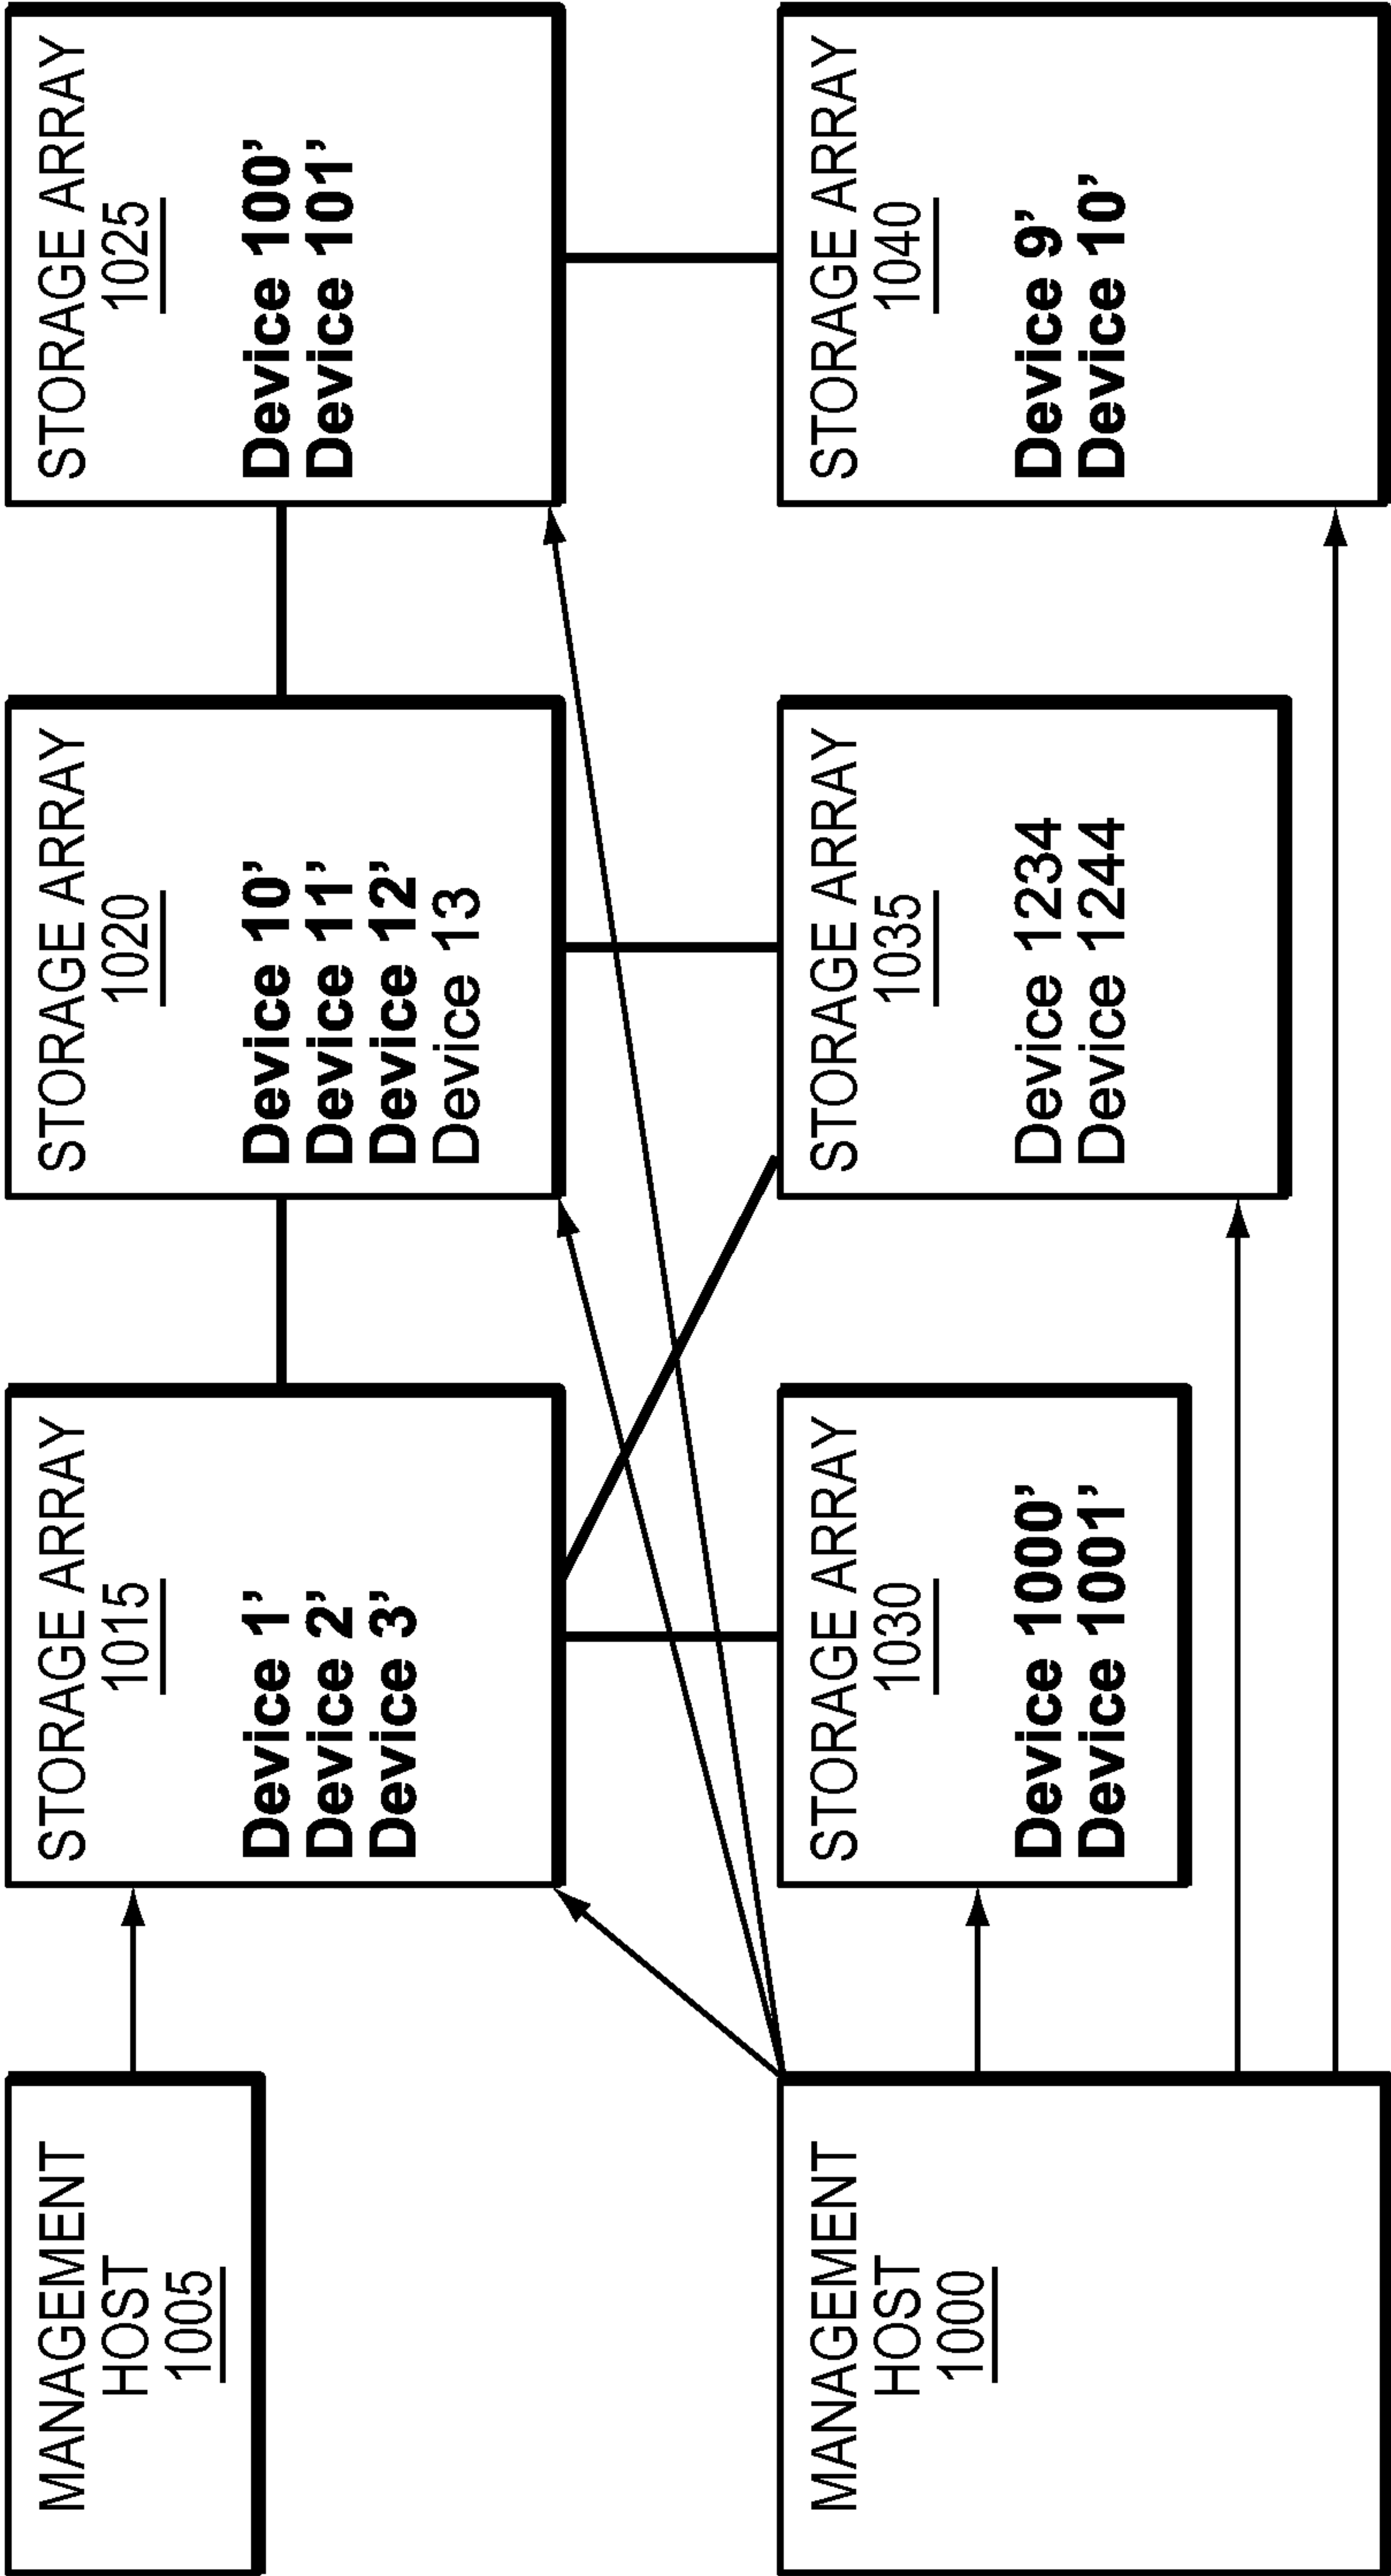 MANAGEMENT
HOST
1005
STORAGE ARRAY
1015
Device 1’
Device 2’
Device 3’
STORAGE ARRAY
1020
Device 10’
Device 11’
Device 12’
Device 13
STORAGE ARRAY
1025
Device 100’
Device 101’
MANAGEMENT
HOST
1000
STORAGE ARRAY
1030
Device 1000’
Device 1001’
STORAGE ARRAY
1035
Device 1234
Device 1244
STORAGE ARRAY
1040
Device 9’
Device 10’